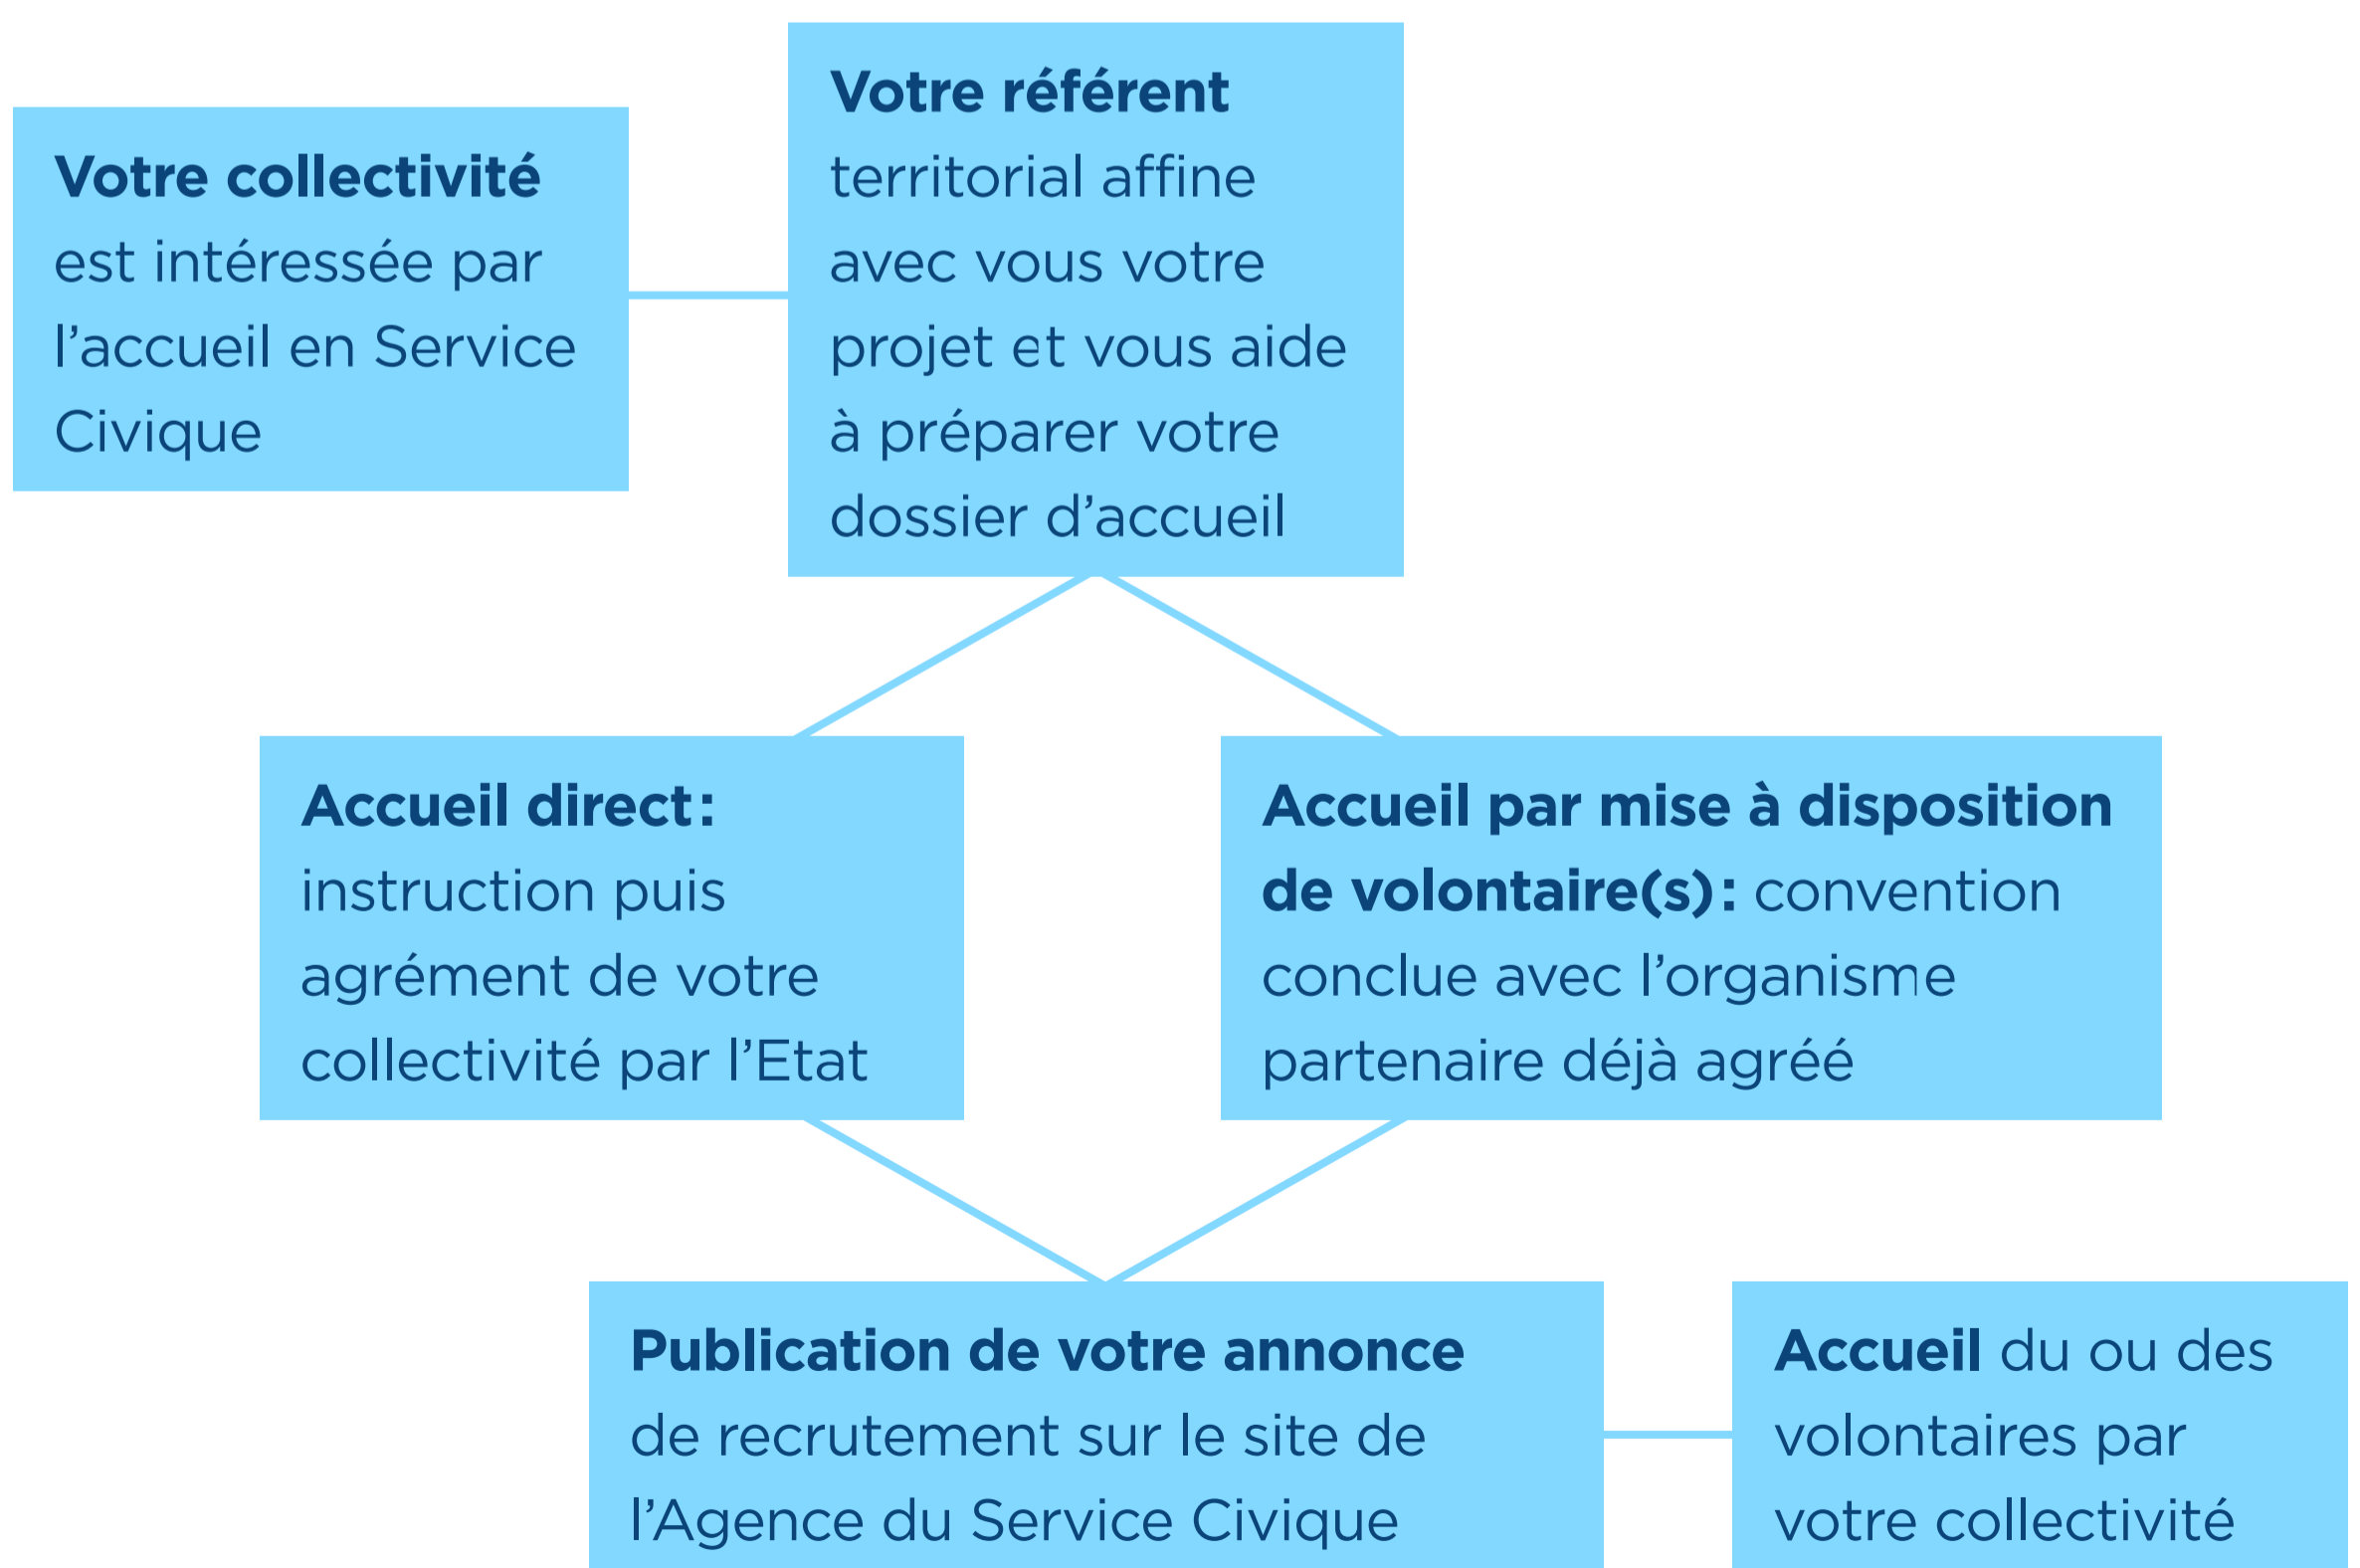 Votre collectivité
est intéressée par
l’accueil en Service
Civique
Votre référent
territorial affine
avec vous votre
projet et vous aide
à préparer votre
dossier d’accueil
Accueil direct :
instruction puis
agrément de votre
collectivité par l’Etat
Accueil par mise à disposition
de volontaire(s) : convention
conclue avec l’organisme
partenaire déjà agréé
Publication de votre annonce
de recrutement sur le site de
l’Agence du Service Civique
Accueil du ou des
volontaires par
votre collectivité